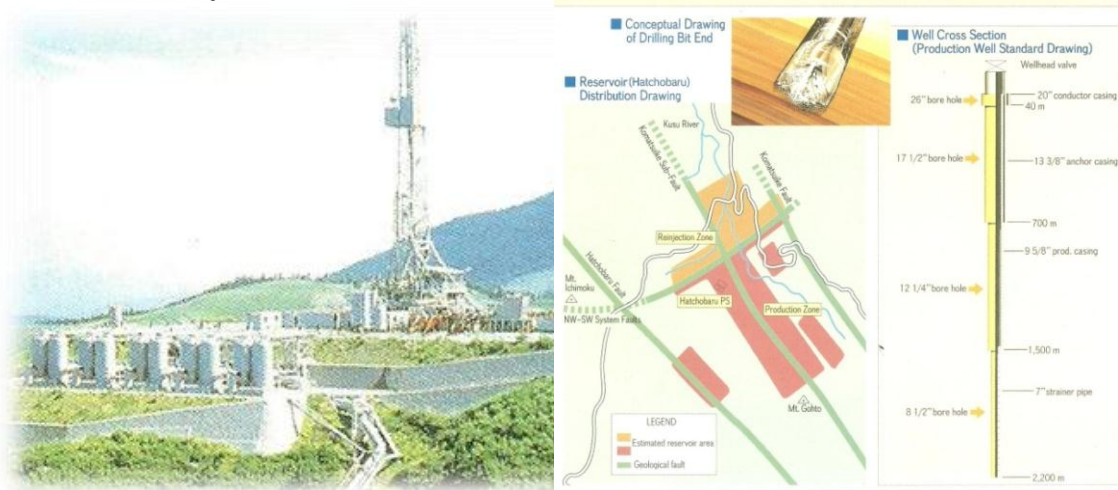 Conceptual Drawing
of Drilling Bit End
Reservoir (Hatchobaru)
Distribution Drawing
Kusu River
Komatsuike Sub-Fault
Komatsuike Fault
Reinjection Zone
Hatchobaru Fault
Mt.
Ichimoku
Hatchobaru PS
Production Zone
NW-SW System Faults
Mt. Gohto
LEGEND
Estimated reservoir area
Geological fault
Well Cross Section
(Production Well Standard Drawing)
Wellhead valve
20" conductor casing
26" bore hole
40 m
17 1/2" bore hole
13 3/8" anchor casing
700 m
9 5/8" prod. casing
12 1/4" bore hole
1,500 m
7" strainer pipe
8 1/2" bore hole
2,200 m